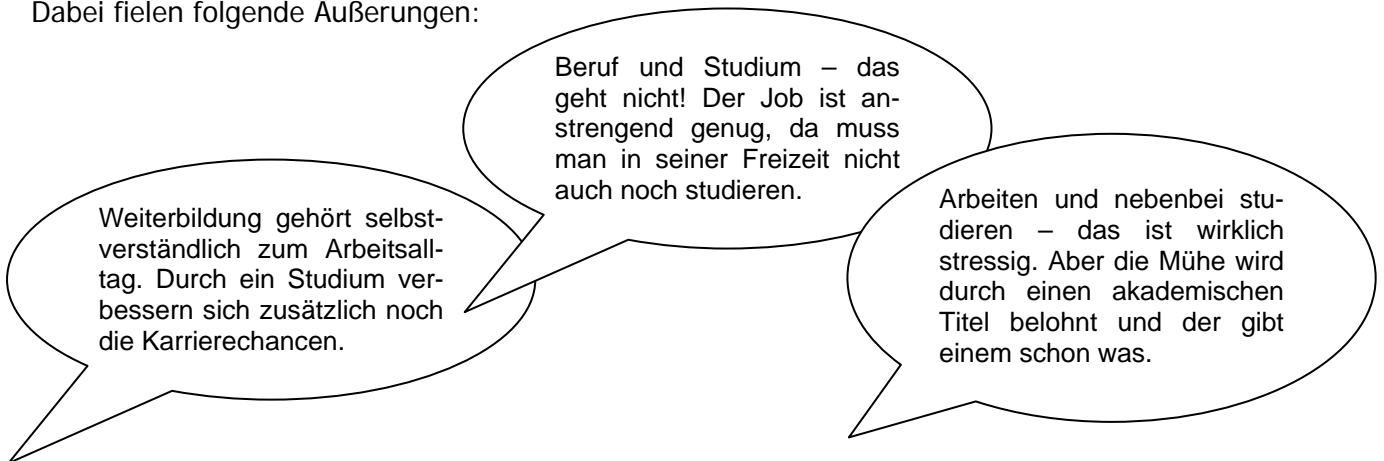 Dabei fielen folgende Äußerungen:
Weiterbildung gehört selbst-
verständlich zum Arbeitsall-
tag. Durch ein Studium ver-
bessern sich zusätzlich noch
die Karrierechancen.
Beruf und Studium – das
geht nicht! Der Job ist an-
strengend genug, da muss
man in seiner Freizeit nicht
auch noch studieren.
Arbeiten und nebenbei stu-
dieren – das ist wirklich
stressig. Aber die Mühe wird
durch einen akademischen
Titel belohnt und der gibt
einem schon was.